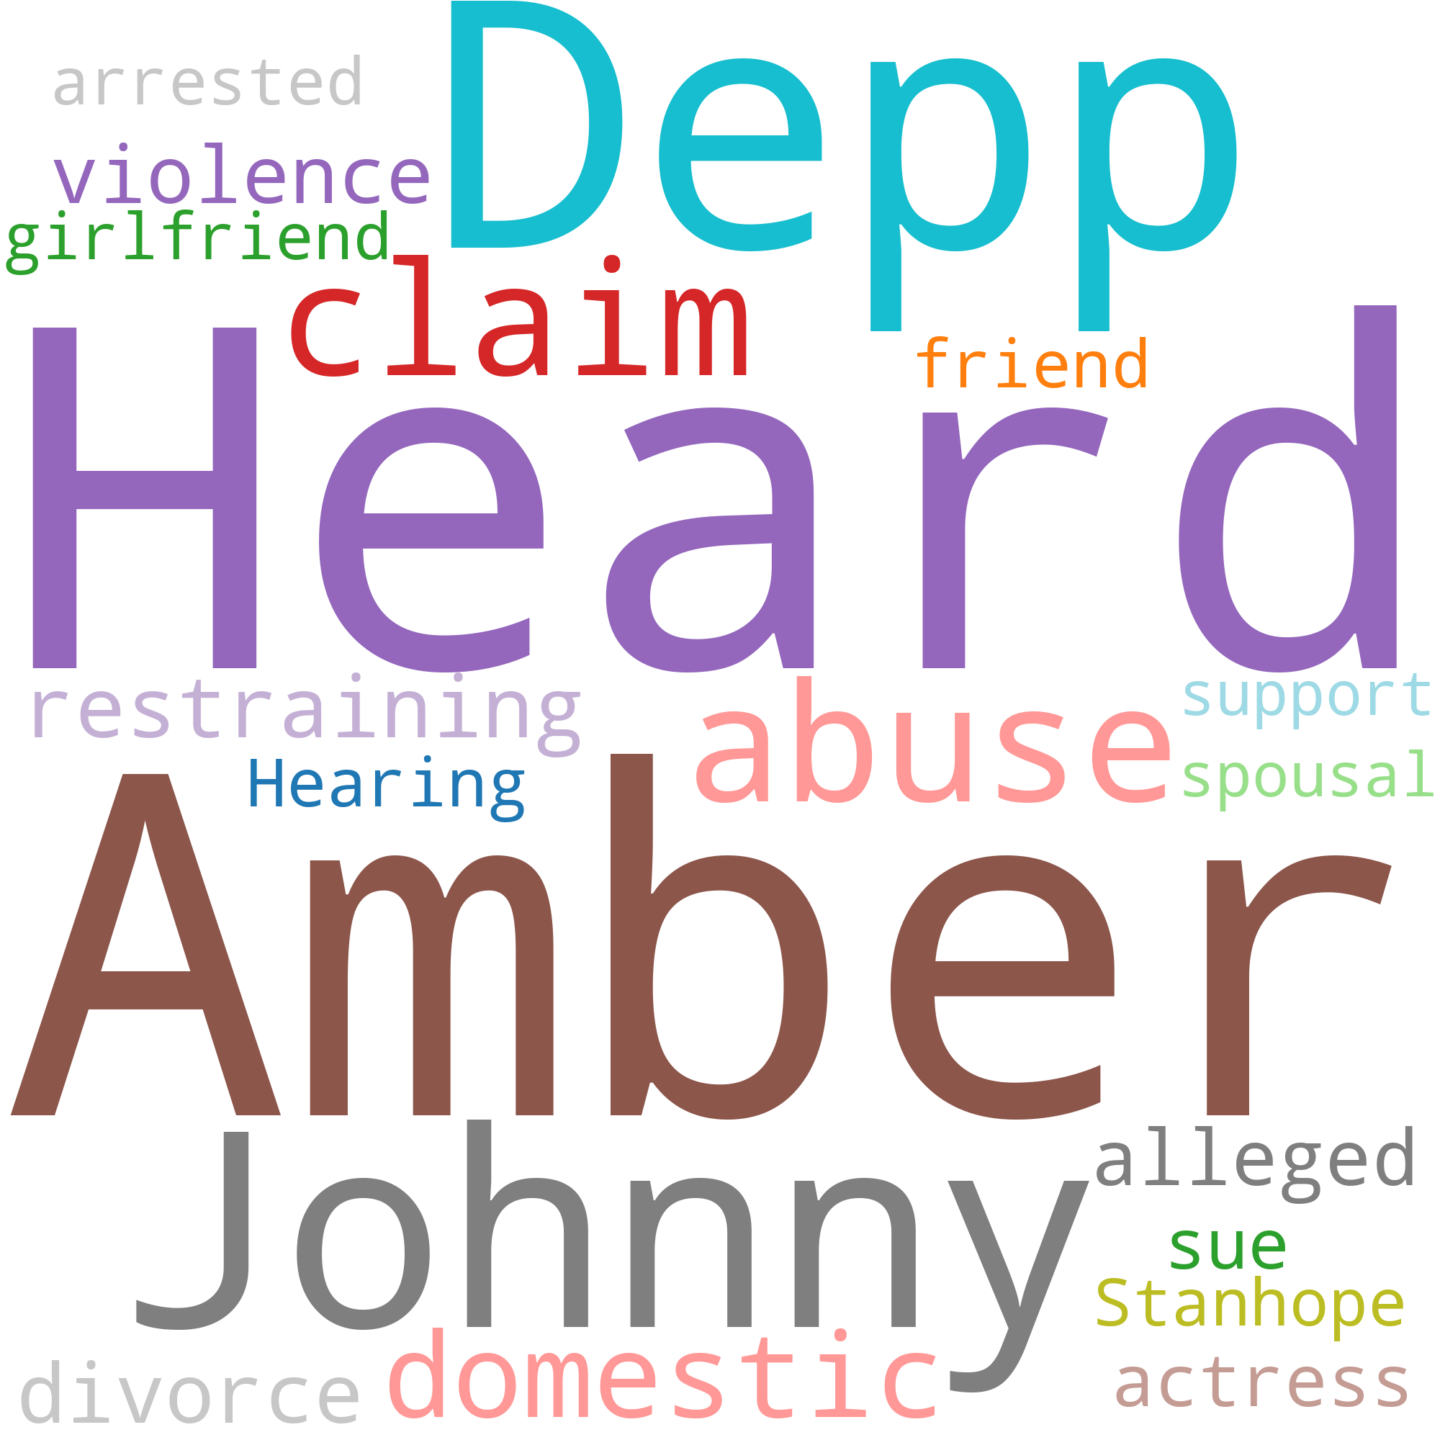 Depp
arrested
violence
girlfriend
claim
friend
Heard
restraining
abuse
support
Hearing
spousal
Amber
Johnny
alleged
sue
Stanhope
domestic
actress
divorce